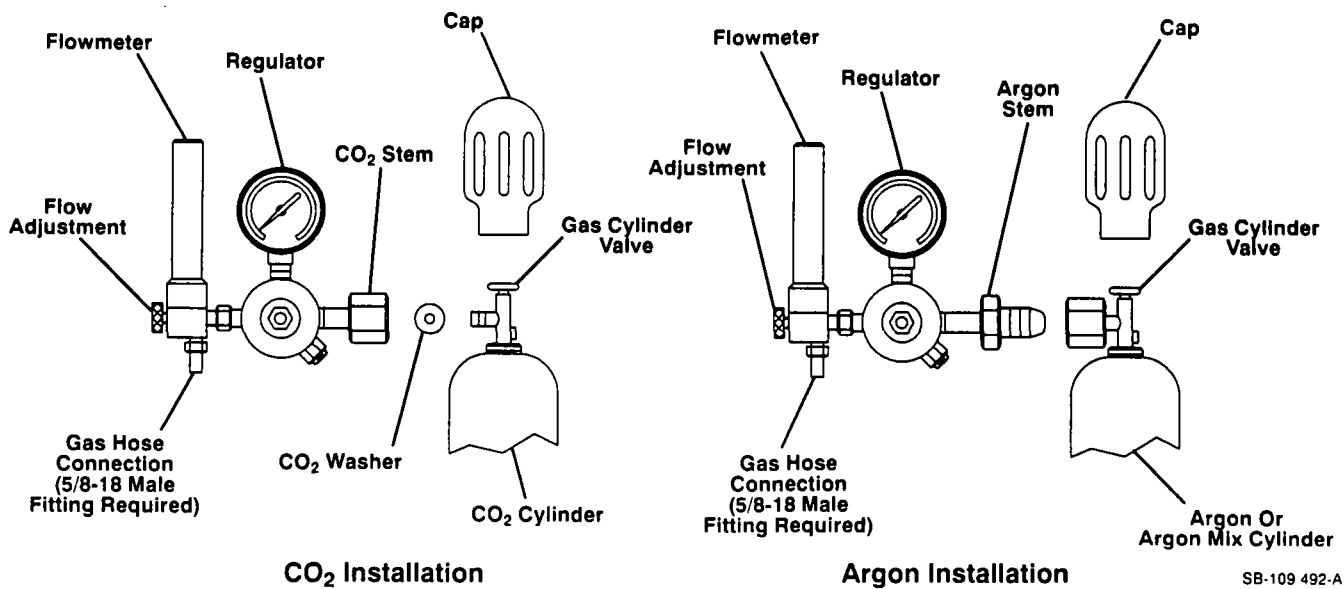 Flowmeter
Regulator
Cap
CO₂ Stem
Flow
Adjustment
Gas Cylinder
Valve
Gas Hose
Connection
(5/8-18 Male
Fitting Required)
CO₂ Washer
CO₂ Cylinder
CO₂ Installation
Flowmeter
Regulator
Argon
Stem
Cap
Flow
Adjustment
Gas Cylinder
Valve
Gas Hose
Connection
(5/8-18 Male
Fitting Required)
Argon Or
Argon Mix Cylinder
Argon Installation
SB-109 492-A